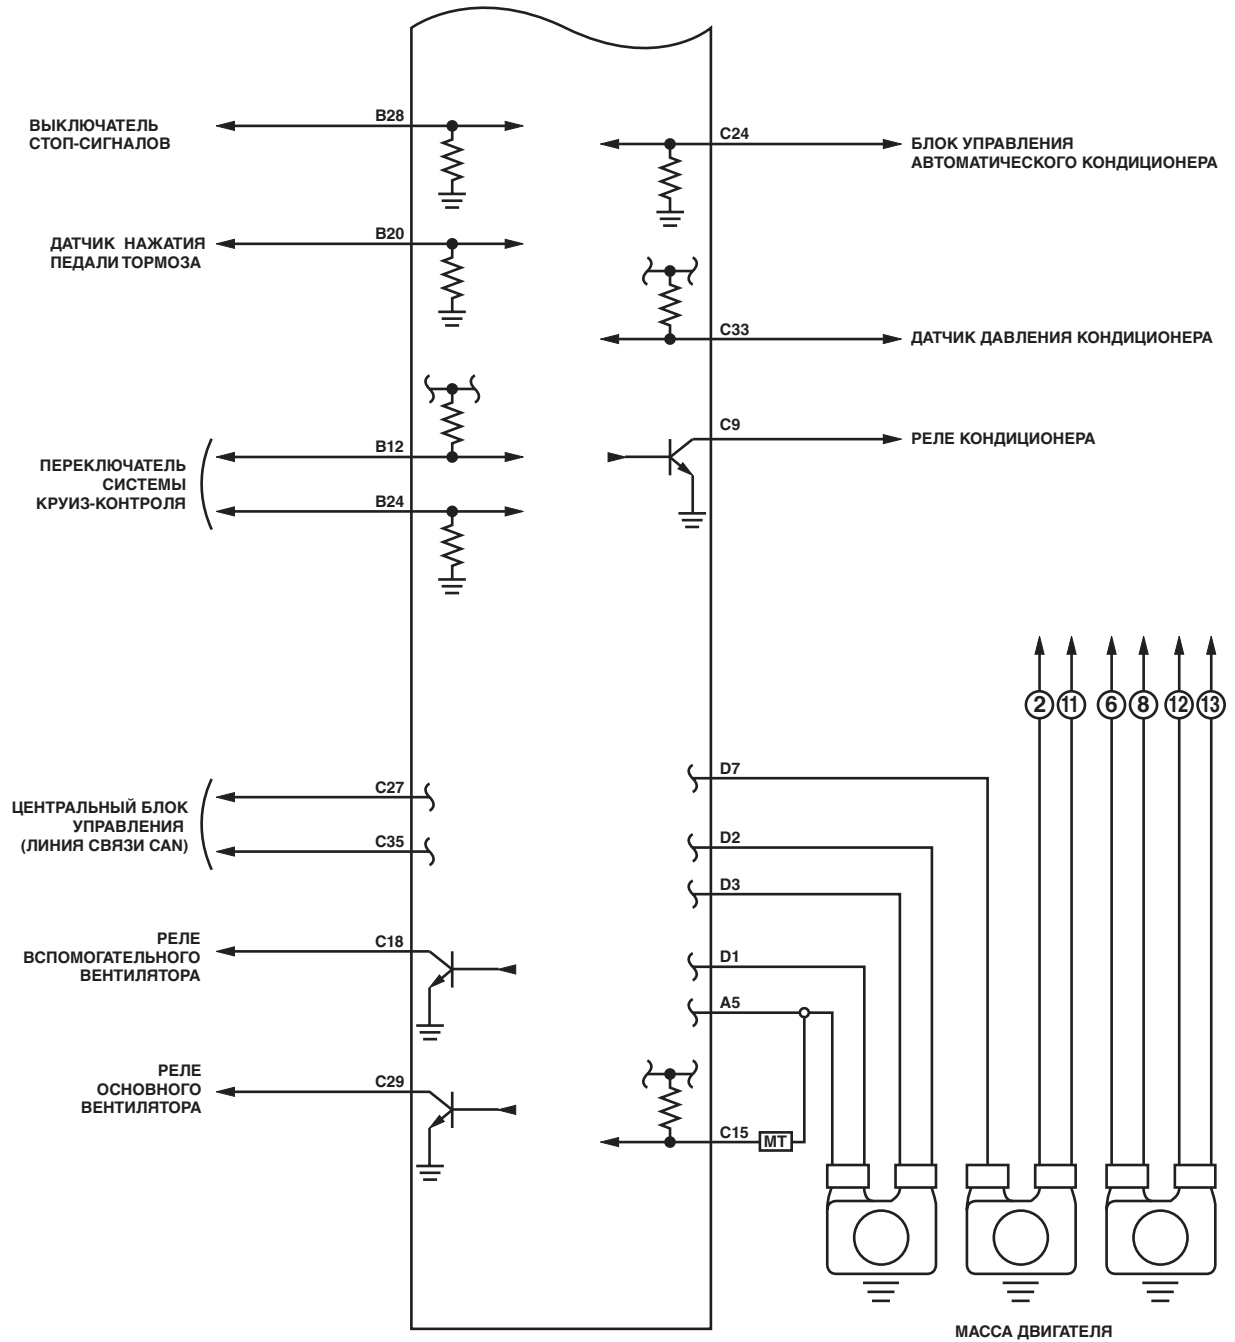 B28
ВЫКЛЮЧАТЕЛЬ
СТОП-СИГНАЛОВ
C24
БЛОК УПРАВЛЕНИЯ
АВТОМАТИЧЕСКОГО КОНДИЦИОНЕРА
B20
ДАТЧИК НАЖАТИЯ
ПЕДАЛИ ТОРМОЗА
C33
ДАТЧИК ДАВЛЕНИЯ КОНДИЦИОНЕРА
C9
РЕЛЕ КОНДИЦИОНЕРА
B12
ПЕРЕКЛЮЧАТЕЛЬ
СИСТЕМЫ
КРУИЗ-КОНТРОЛЯ
B24
2 11 6 8 12 13
D7
C27
ЦЕНТРАЛЬНЫЙ БЛОК
УПРАВЛЕНИЯ
(ЛИНИЯ СВЯЗИ CAN)
C35
D2
D3
РЕЛЕ
ВСПОМОГАТЕЛЬНОГО
ВЕНТИЛЯТОРА
C18
D1
A5
РЕЛЕ
ОСНОВНОГО
ВЕНТИЛЯТОРА
C29
C15
MT
МАССА ДВИГАТЕЛЯ